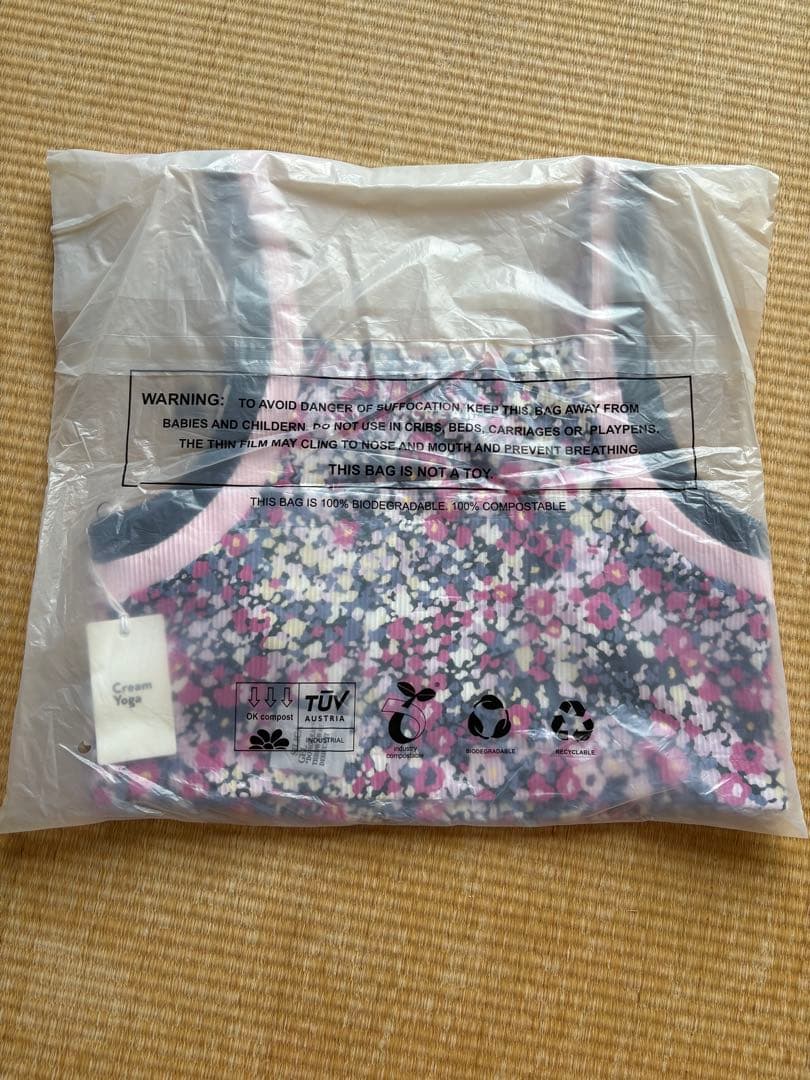 WARNING: TO AVOID DANGER OF SUFFOCATION, KEEP THIS BAG AWAY FROM
BABIES AND CHILDERN. DO NOT USE IN CRIBS, BEDS, CARRIAGES OR PLAYPENS.
THE THIN FILM MAY CLING TO NOSE AND MOUTH AND PREVENT BREATHING.
THIS BAG IS NOT A TOY.
THIS BAG IS 100% BIODEGRADABLE. 100% COMPOSTABLE
Cream
Yoga
OK compost
TÜV
AUSTRIA
INDUSTRIAL
industry
compostable
BIODEGRADABLE
RECYCLABLE